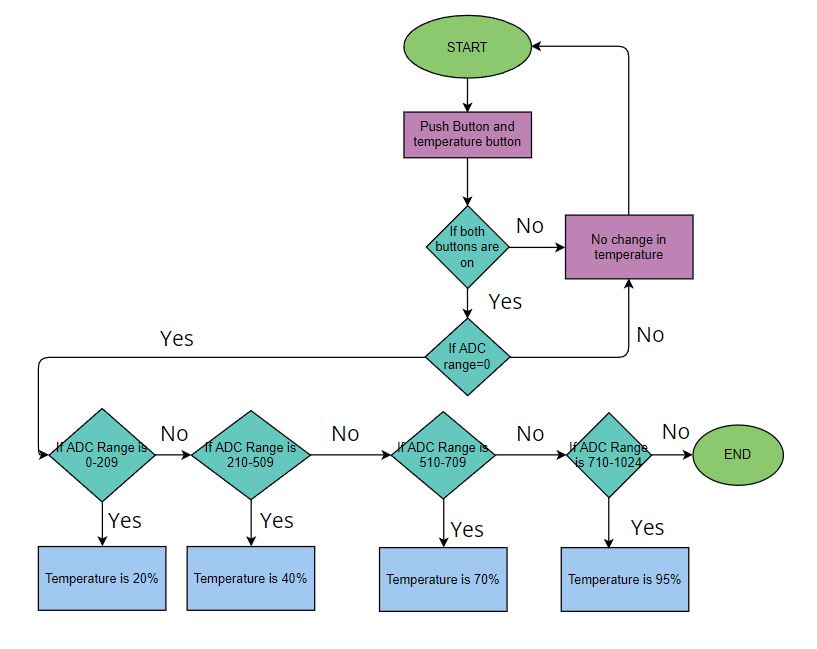 START
Push Button and
temperature button
If both
buttons are
on
No
No change in
temperature
Yes
If ADC
range=0
Yes
No
If ADC Range is
0-209
No
If ADC Range is
210-509
No
If ADC Range is
510-709
No
If ADC Range
is 710-1024
No
END
Yes
Yes
Yes
Yes
Temperature is 20%
Temperature is 40%
Temperature is 70%
Temperature is 95%